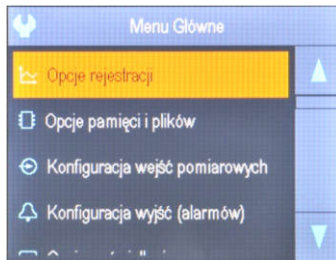 Menu Główne
Opcje rejestracji
Opcje pamięci i plików
Konfiguracja wejść pomiarowych
Konfiguracja wyjść (alarmów)